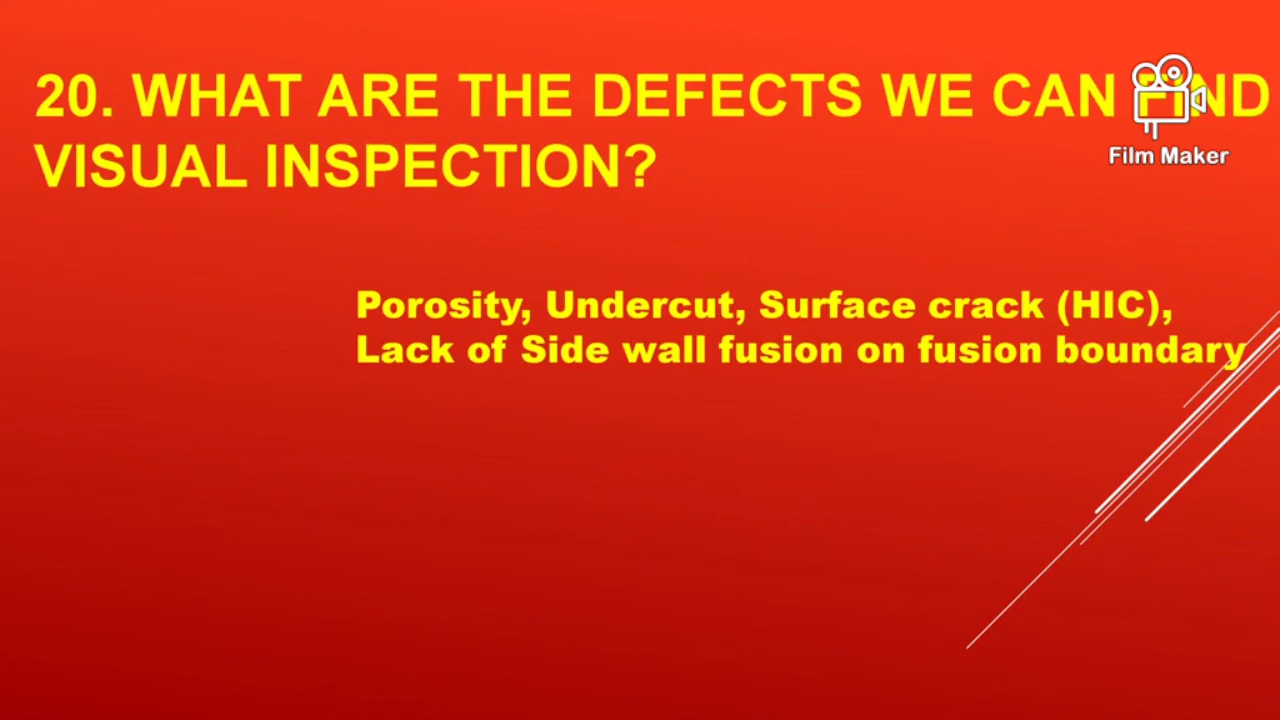 20. WHAT ARE THE DEFECTS WE CAN FIND
VISUAL INSPECTION?
Film Maker
Porosity, Undercut, Surface crack (HIC),
Lack of Side wall fusion on fusion boundary